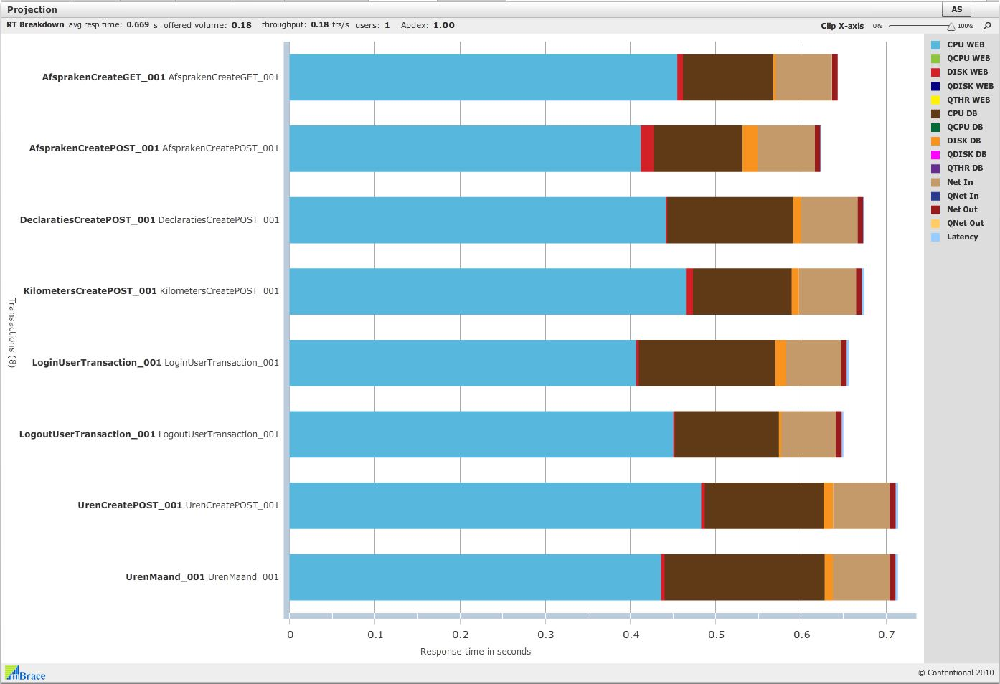 Projection
AS
RT Breakdown avg resp time: 0.669 s offered volume: 0.18 throughput: 0.18 trs/s users: 1 Apdex: 1.00
Clip X-axis 0% 100%
AfsprakenCreateGET_001 AfsprakenCreateGET_001
AfsprakenCreatePOST_001 AfsprakenCreatePOST_001
DeclaratiesCreatePOST_001 DeclaratiesCreatePOST_001
KilometersCreatePOST_001 KilometersCreatePOST_001
LoginUserTransaction_001 LoginUserTransaction_001
LogoutUserTransaction_001 LogoutUserTransaction_001
UrenCreatePOST_001 UrenCreatePOST_001
UrenMaand_001 UrenMaand_001
Transactions (8)
0 0.1 0.2 0.3 0.4 0.5 0.6 0.7
Response time in seconds
CPU WEB
QCPU WEB
DISK WEB
QDISK WEB
QTHR WEB
CPU DB
QCPU DB
DISK DB
QDISK DB
QTHR DB
Net In
QNet In
Net Out
QNet Out
Latency
Brace
© Contentional 2010